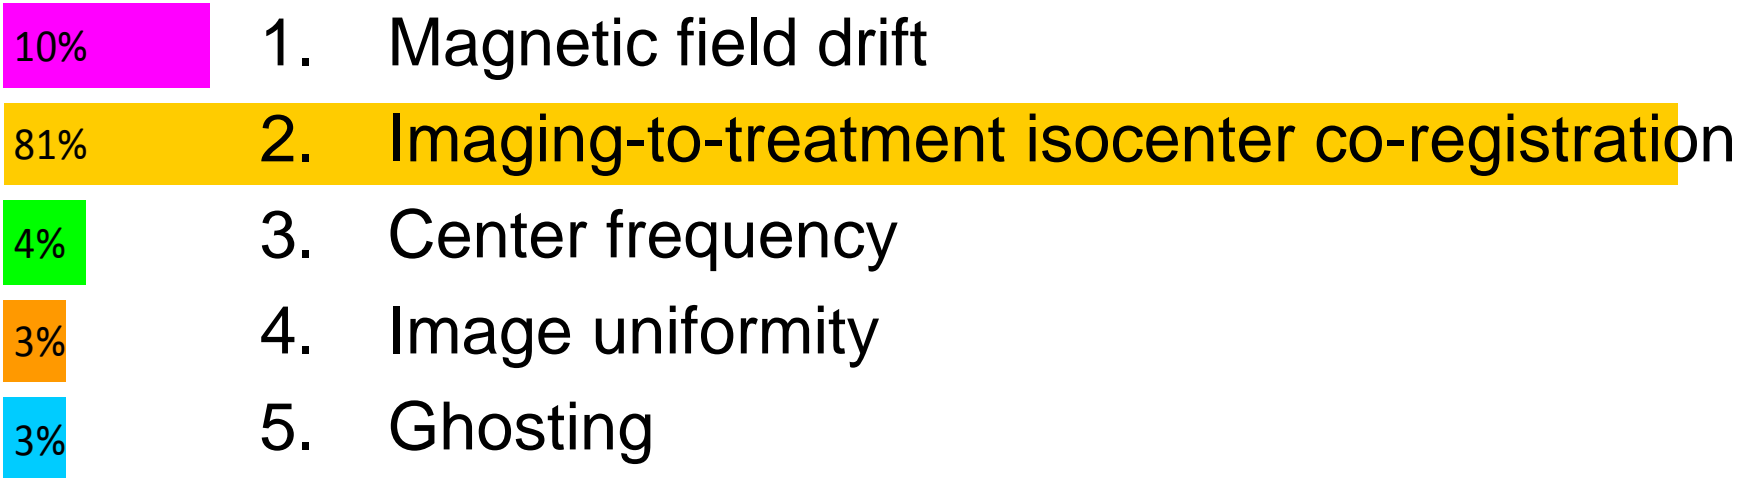 10% 1. Magnetic field drift
81% 2. Imaging-to-treatment isocenter co-registration
4% 3. Center frequency
3% 4. Image uniformity
3% 5. Ghosting